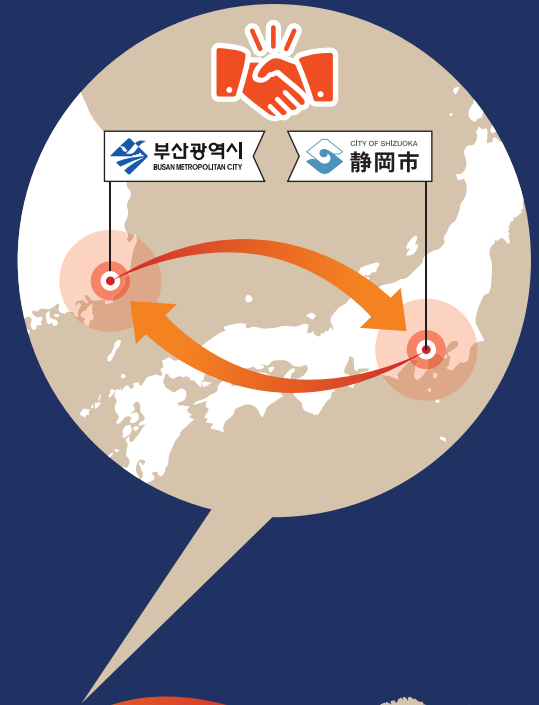 부산광역시
BUSAN METROPOLITAN CITY
CITY OF SHIZUOKA
静岡市